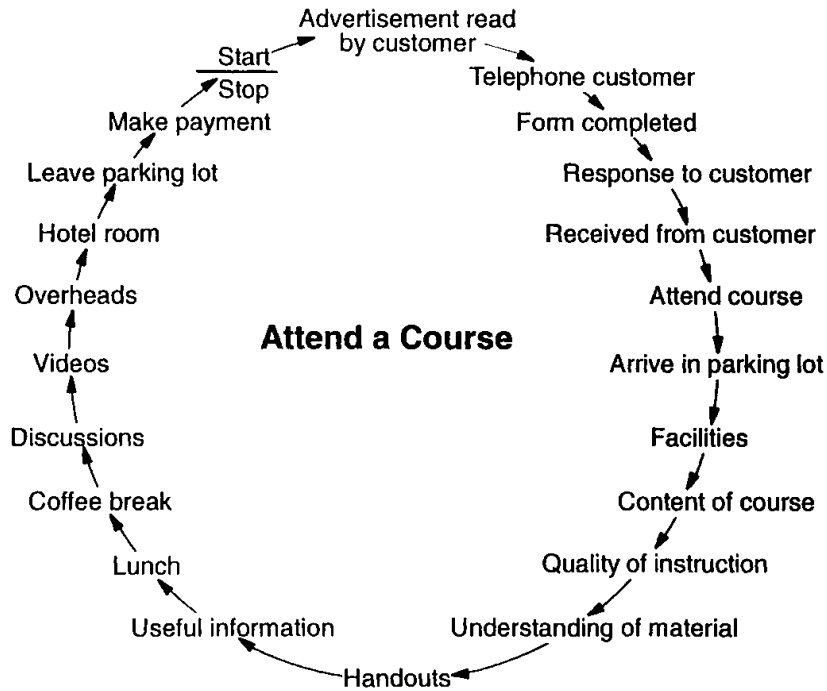 Start
Stop
Advertisement read
by customer
Telephone customer
Form completed
Response to customer
Received from customer
Attend course
Arrive in parking lot
Facilities
Content of course
Quality of instruction
Understanding of material
Handouts
Useful information
Lunch
Coffee break
Discussions
Videos
Overheads
Hotel room
Leave parking lot
Make payment
Attend a Course